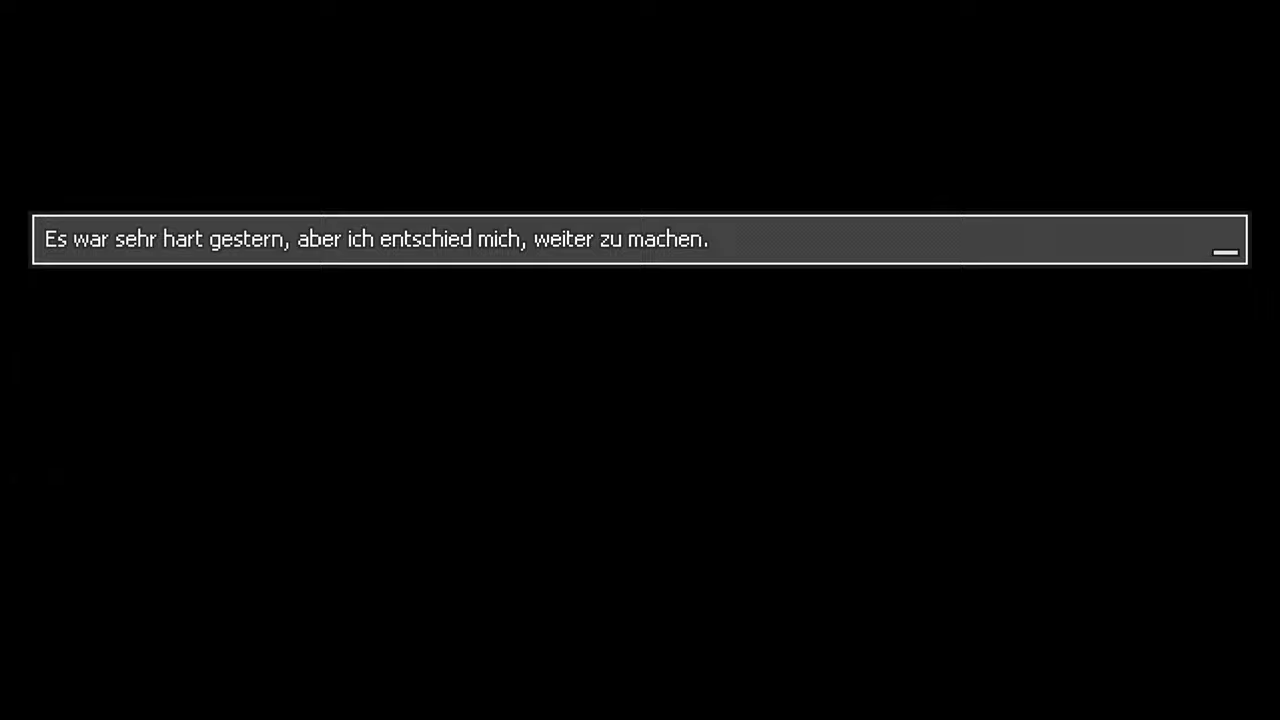 Es war sehr hart gestern, aber ich entschied mich, weiter zu machen.